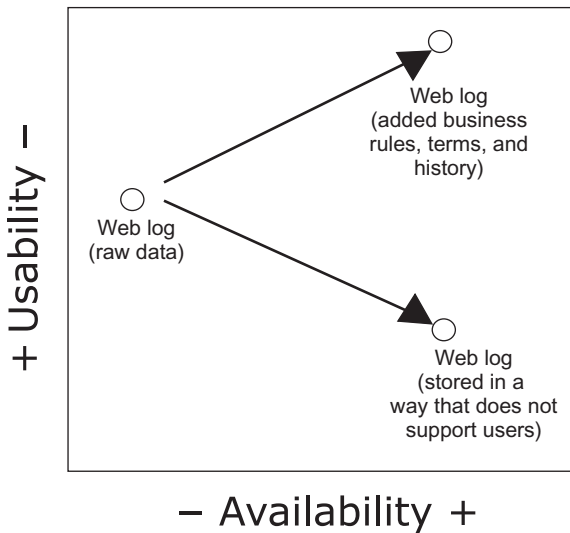 Web log
(added business
rules, terms, and
history)
Web log
(raw data)
Web log
(stored in a
way that does not
support users)
+ Usability −
− Availability +